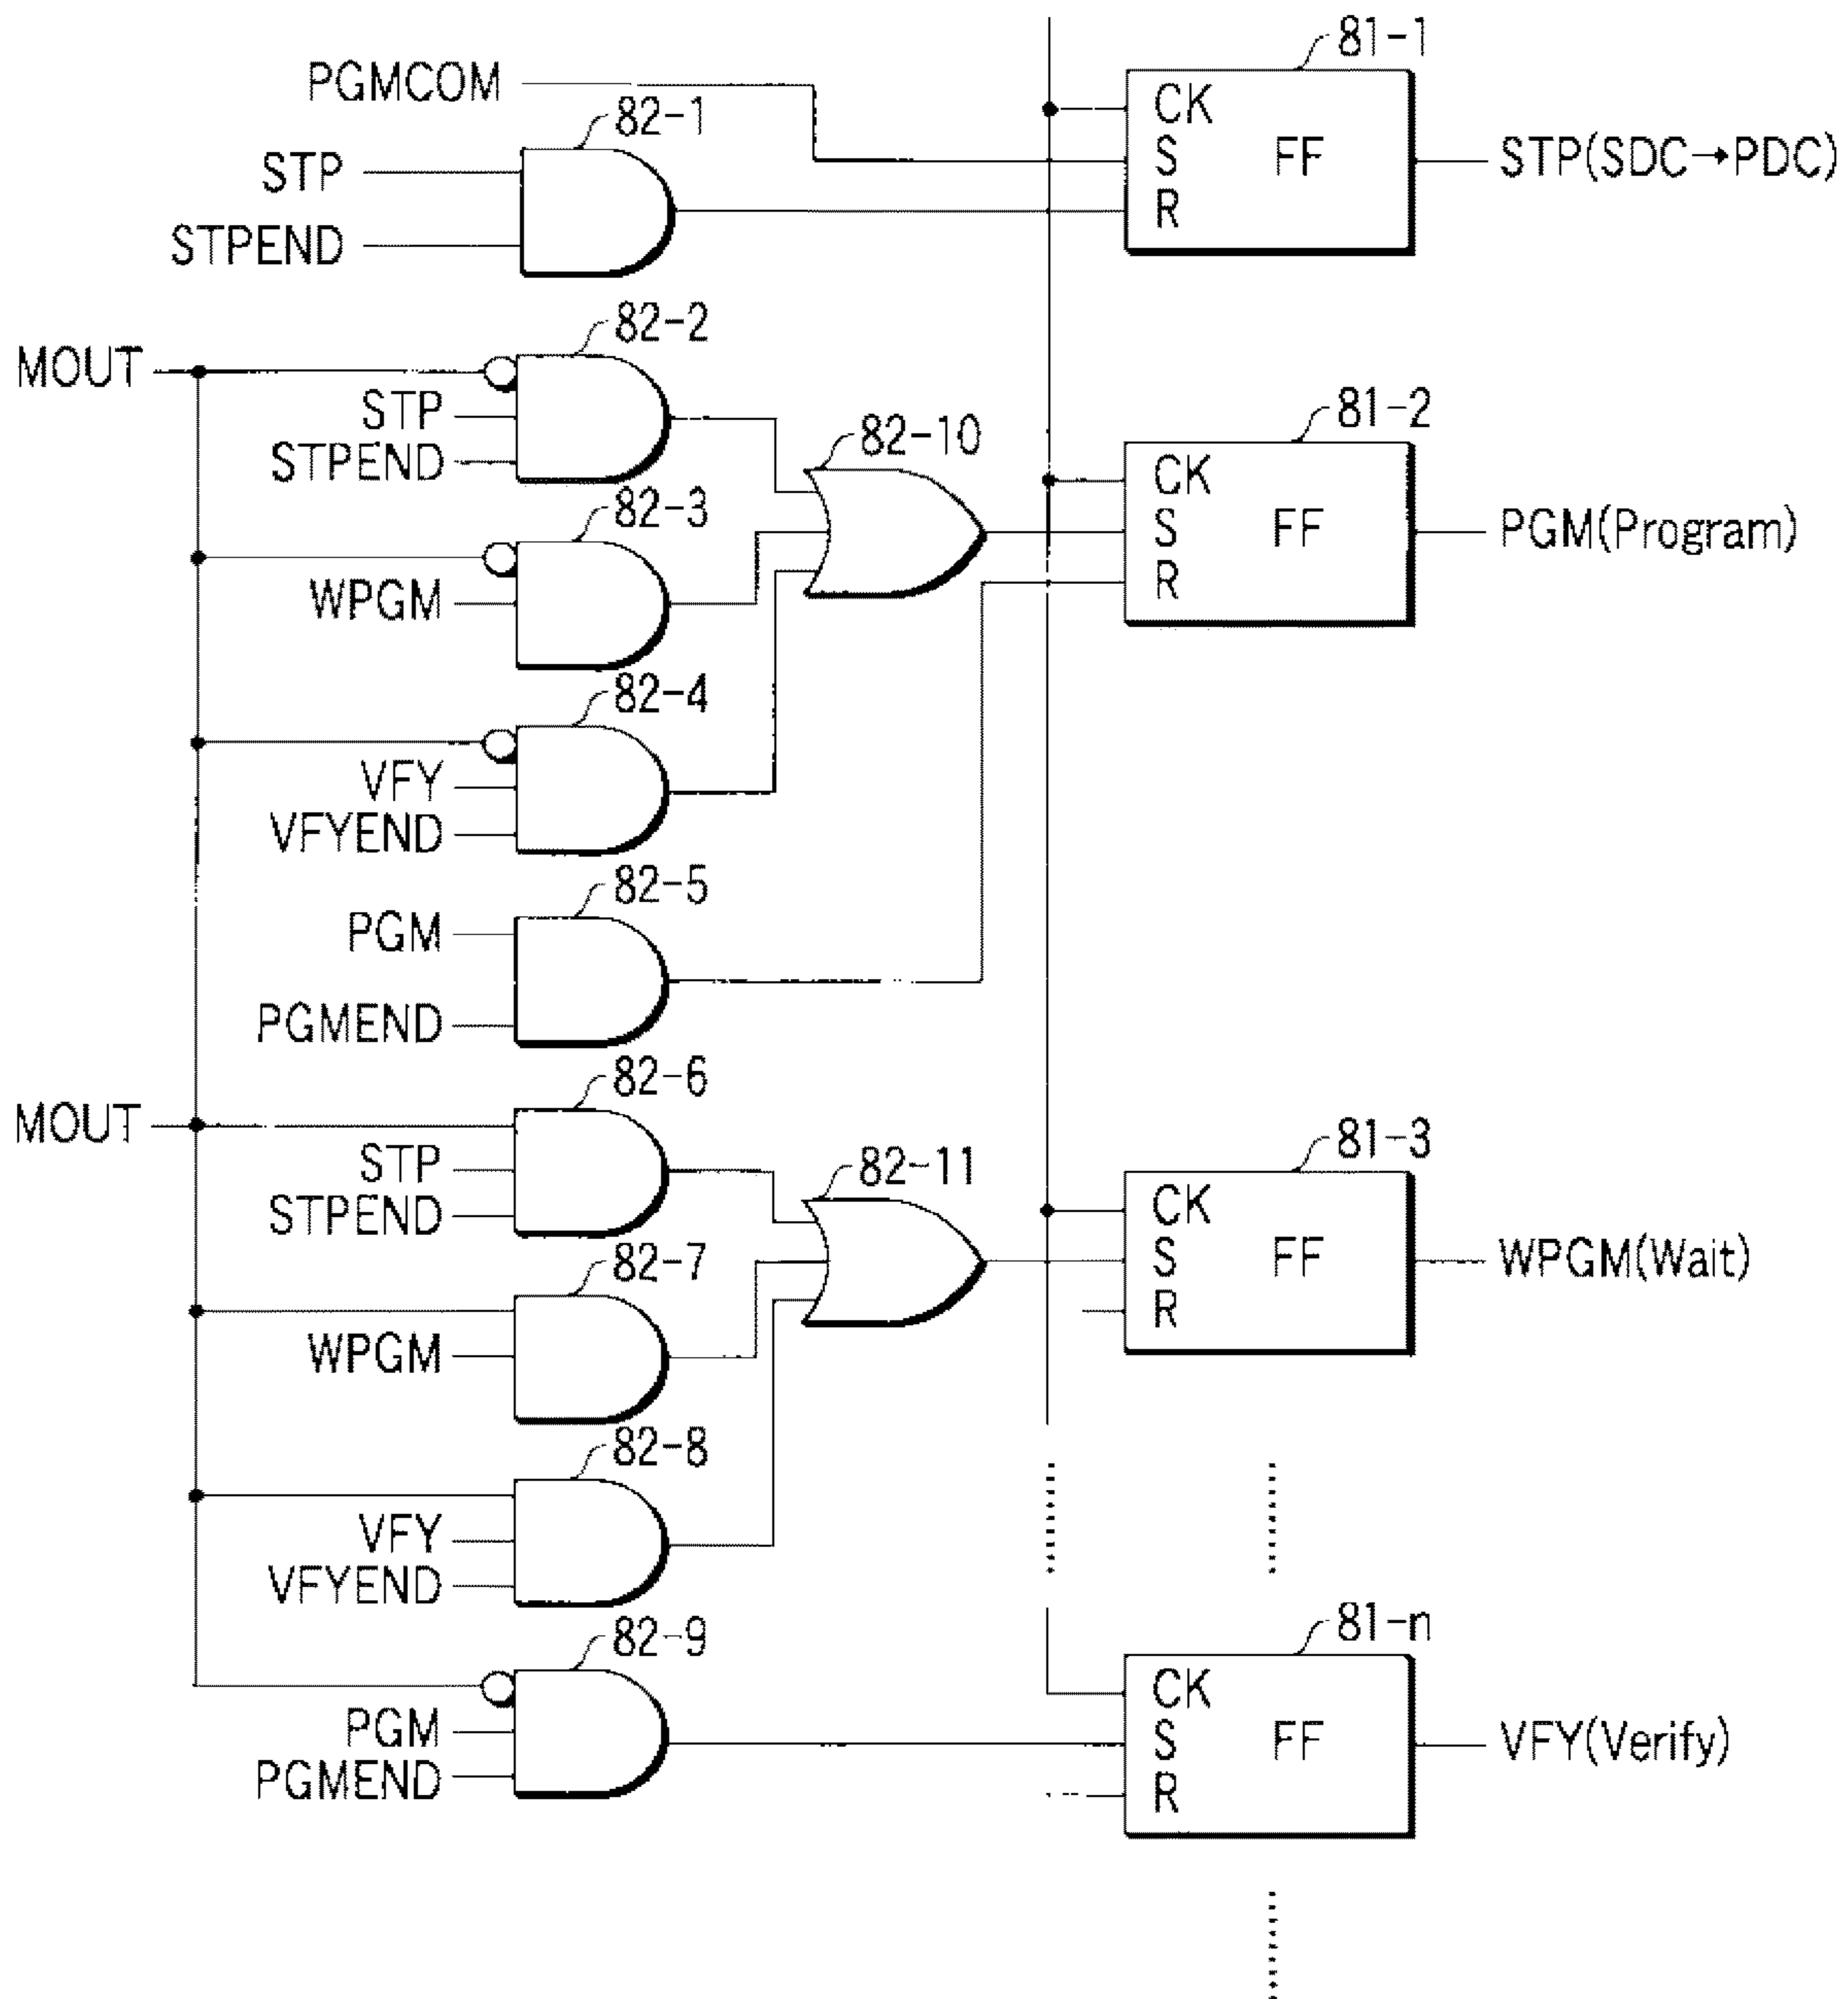 81-1
PGMCOM
CK
82-1
S FF STP(SDC→PDC)
STP
R
STPEND
82-2
MOUT
STP
STPEND
82-10
81-2
CK
82-3
S FF PGM(Program)
R
WPGM
82-4
VFY
VFYEND
82-5
PGM
PGMEND
82-6
MOUT
STP
STPEND
82-11
81-3
CK
82-7
S FF WPGM(Wait)
R
WPGM
82-8
VFY
VFYEND
82-9
81-n
CK
PGM
S FF VFY(Verify)
PGMEND
R